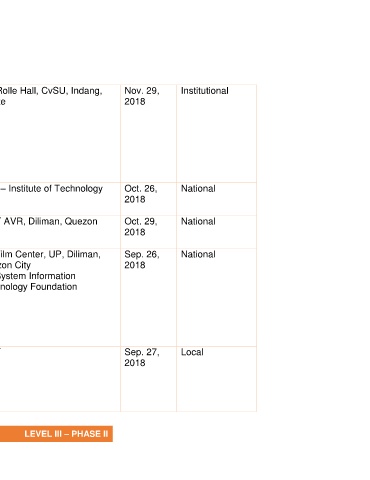 Rolle Hall, CvSU, Indang, Nov. 29, Institutional
te 2018
– Institute of Technology Oct. 26, National
2018
AVR, Diliman, Quezon Oct. 29, National
2018
ilm Center, UP, Diliman, Sep. 26, National
zon City 2018
System Information
nology Foundation
Sep. 27, Local
2018
LEVEL III – PHASE II